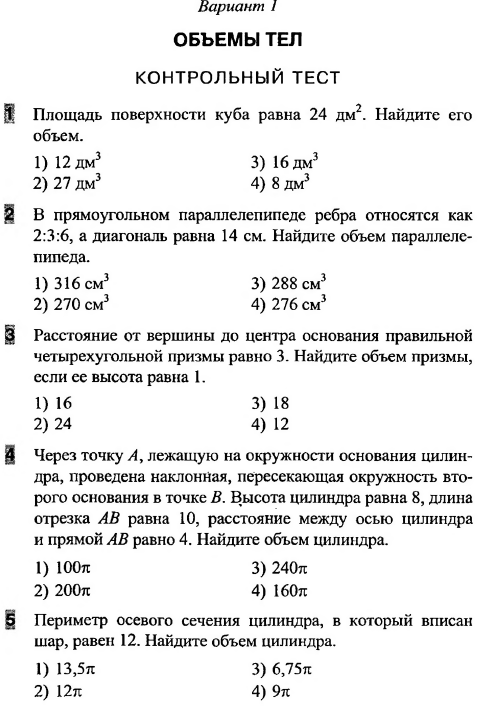 Вариант 1
ОБЪЕМЫ ТЕЛ
КОНТРОЛЬНЫЙ ТЕСТ
1 Площадь поверхности куба равна 24 дм². Найдите его
объем.
1) 12 дм³ 3) 16 дм³
2) 27 дм³ 4) 8 дм³
2 В прямоугольном параллелепипеде ребра относятся как
2:3:6, а диагональ равна 14 см. Найдите объем параллеле-
пипеда.
1) 316 см³ 3) 288 см³
2) 270 см³ 4) 276 см³
3 Расстояние от вершины до центра основания правильной
четырехугольной призмы равно 3. Найдите объем призмы,
если ее высота равна 1.
1) 16 3) 18
2) 24 4) 12
4 Через точку A, лежащую на окружности основания цилин-
дра, проведена наклонная, пересекающая окружность вто-
рого основания в точке B. Высота цилиндра равна 8, длина
отрезка AB равна 10, расстояние между осью цилиндра
и прямой AB равно 4. Найдите объем цилиндра.
1) 100π 3) 240π
2) 200π 4) 160π
5 Периметр осевого сечения цилиндра, в который вписан
шар, равен 12. Найдите объем цилиндра.
1) 13,5π 3) 6,75π
2) 12π 4) 9π